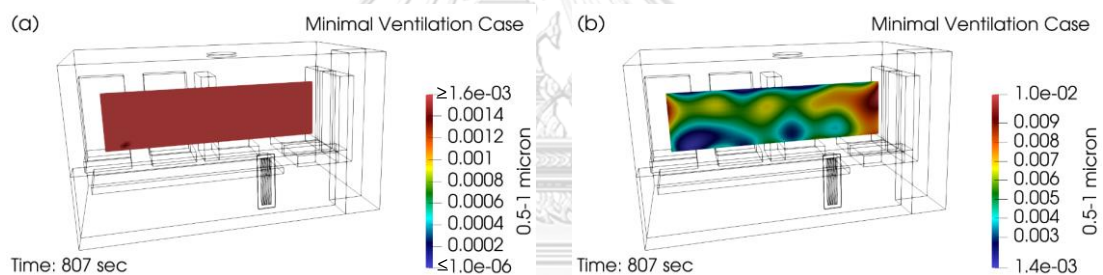 (a)
Minimal Ventilation Case
≥1.6e-03
0.0014
0.0012
0.001
0.0008
0.0006
0.0004
0.0002
≤1.0e-06
0.5-1 micron
Time: 807 sec
(b)
Minimal Ventilation Case
1.0e-02
0.009
0.008
0.007
0.006
0.005
0.004
0.003
1.4e-03
0.5-1 micron
Time: 807 sec